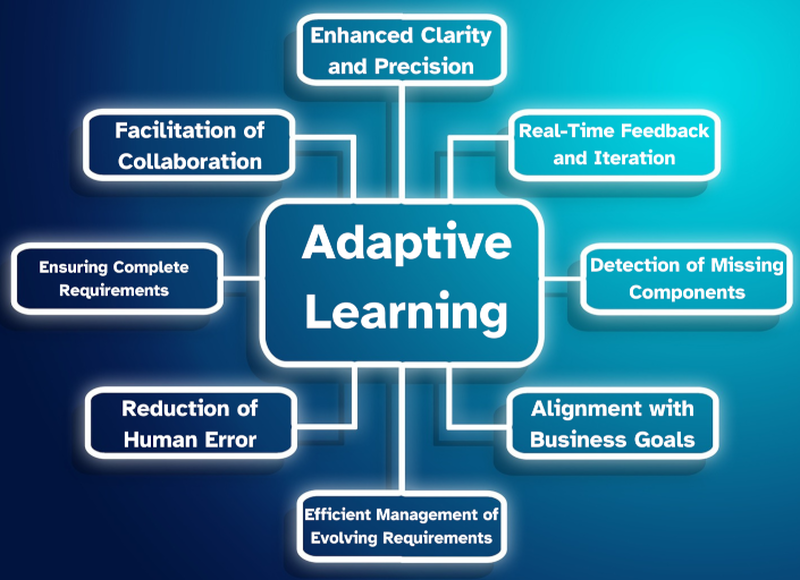 Enhanced Clarity
and Precision
Facilitation of
Collaboration
Real-Time Feedback
and Iteration
Adaptive
Learning
Ensuring Complete
Requirements
Detection of Missing
Components
Reduction of
Human Error
Alignment with
Business Goals
Efficient Management of
Evolving Requirements